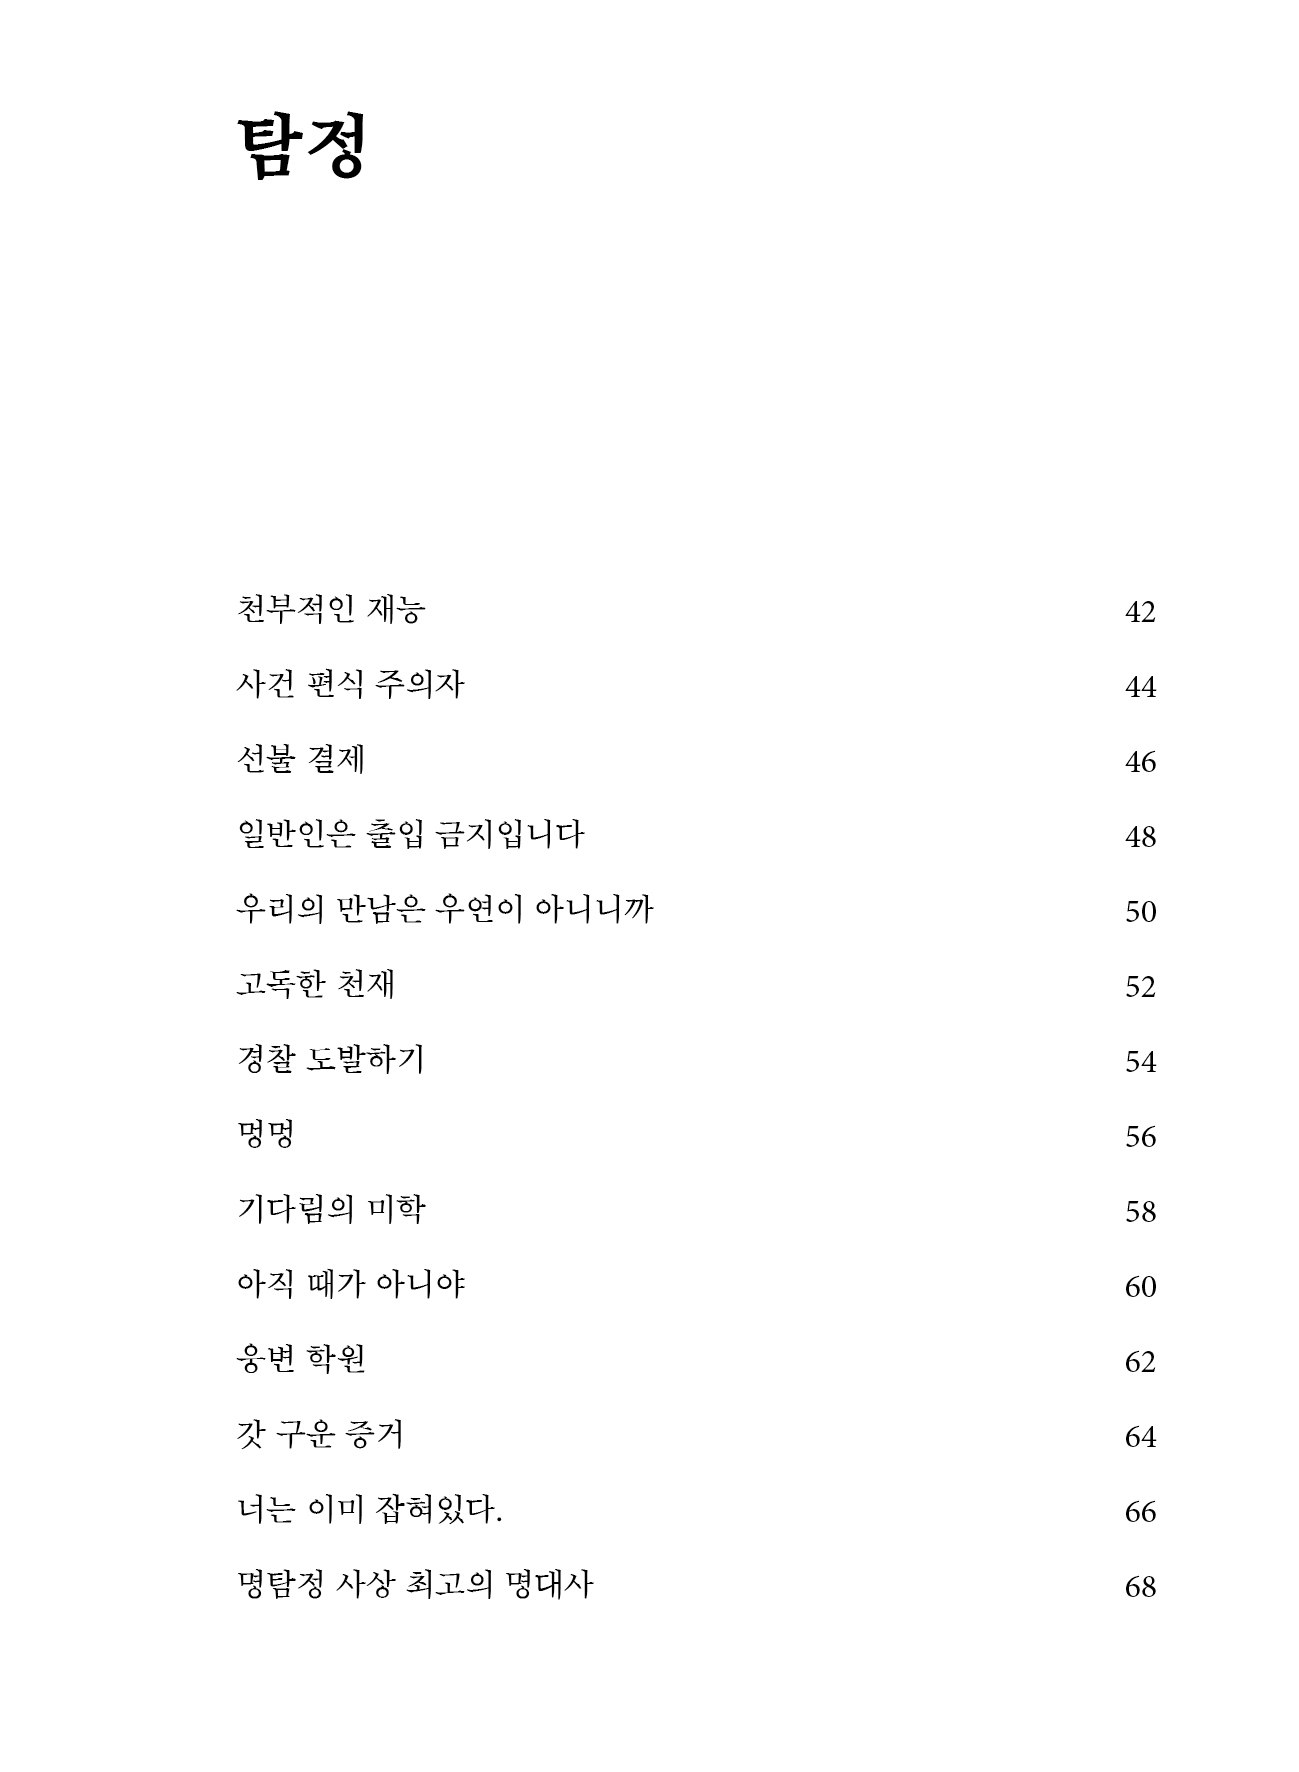 탐정
천부적인 재능 42
사건 편식 주의자 44
선불 결제 46
일반인은 출입 금지입니다 48
우리의 만남은 우연이 아니니까 50
고독한 천재 52
경찰 도발하기 54
멍멍 56
기다림의 미학 58
아직 때가 아니야 60
웅변 학원 62
갓 구운 증거 64
너는 이미 잡혀있다. 66
명탐정 사상 최고의 명대사 68